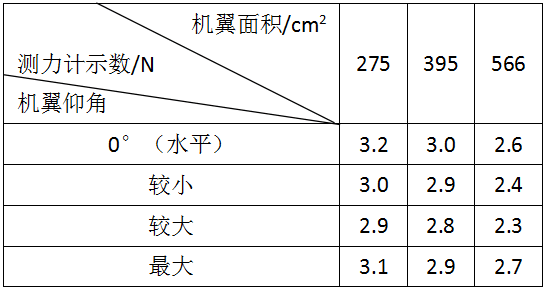 机翼面积/cm²
测力计示数/N
机翼仰角
275 395 566
0°（水平） 3.2 3.0 2.6
较小 3.0 2.9 2.4
较大 2.9 2.8 2.3
最大 3.1 2.9 2.7